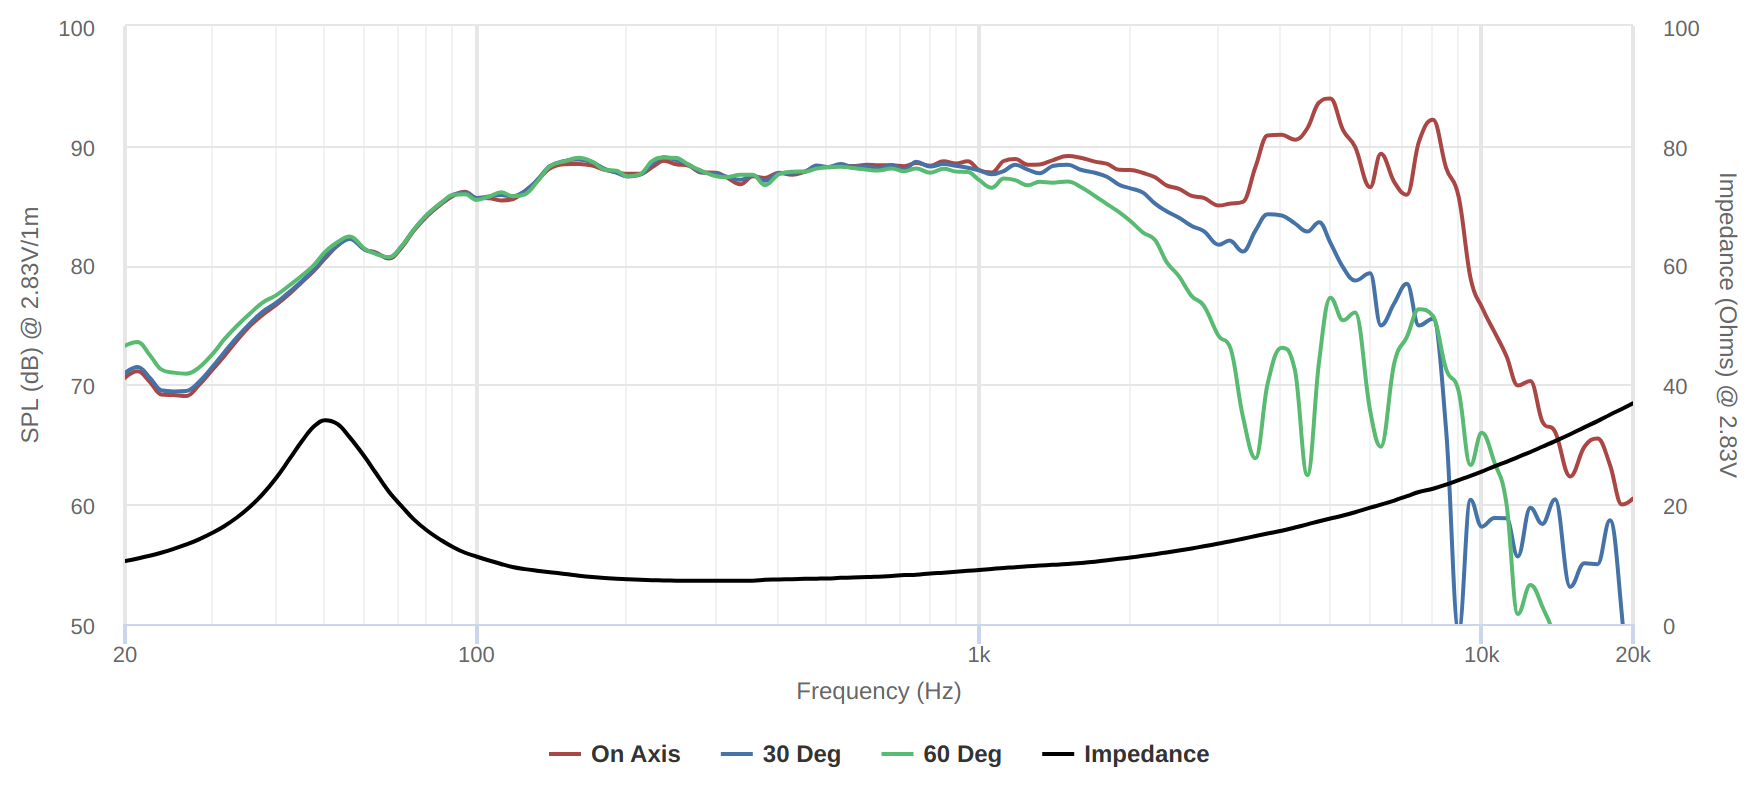 100
90
80
70
60
50
SPL (dB) @ 2.83V/1m
100
80
60
40
20
0
Impedance (Ohms) @ 2.83V
20 100 1k 10k 20k
Frequency (Hz)
On Axis 30 Deg 60 Deg Impedance